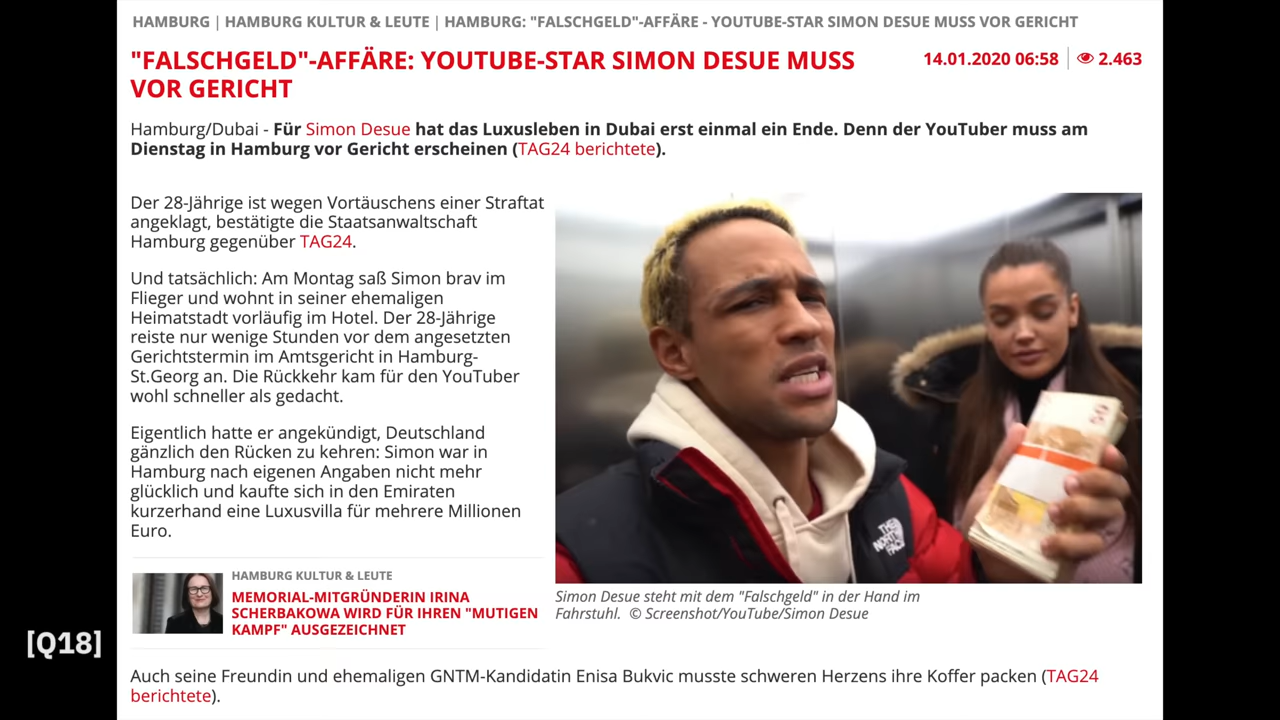 HAMBURG | HAMBURG KULTUR & LEUTE | HAMBURG: "FALSCHGELD"-AFFÄRE - YOUTUBE-STAR SIMON DESUE MUSS VOR GERICHT
"FALSCHGELD"-AFFÄRE: YOUTUBE-STAR SIMON DESUE MUSS
VOR GERICHT
14.01.2020 06:58 | 2.463
Hamburg/Dubai - Für Simon Desue hat das Luxusleben in Dubai erst einmal ein Ende. Denn der YouTuber muss am
Dienstag in Hamburg vor Gericht erscheinen (TAG24 berichtete).
Der 28-Jährige ist wegen Vortäuschens einer Straftat
angeklagt, bestätigte die Staatsanwaltschaft
Hamburg gegenüber TAG24.
Und tatsächlich: Am Montag saß Simon brav im
Flieger und wohnt in seiner ehemaligen
Heimatstadt vorläufig im Hotel. Der 28-Jährige
reiste nur wenige Stunden vor dem angesetzten
Gerichtstermin im Amtsgericht in Hamburg-
St.Georg an. Die Rückkehr kam für den YouTuber
wohl schneller als gedacht.
Eigentlich hatte er angekündigt, Deutschland
gänzlich den Rücken zu kehren: Simon war in
Hamburg nach eigenen Angaben nicht mehr
glücklich und kaufte sich in den Emiraten
kurzerhand eine Luxusvilla für mehrere Millionen
Euro.
THE
NORTH
FACE
50
Simon Desue steht mit dem "Falschgeld" in der Hand im
Fahrstuhl. © Screenshot/YouTube/Simon Desue
HAMBURG KULTUR & LEUTE
MEMORIAL-MITGRÜNDERIN IRINA
SCHERBAKOWA WIRD FÜR IHREN "MUTIGEN
KAMPF" AUSGEZEICHNET
[Q18]
Auch seine Freundin und ehemaligen GNTM-Kandidatin Enisa Bukvic musste schweren Herzens ihre Koffer packen (TAG24
berichtete).